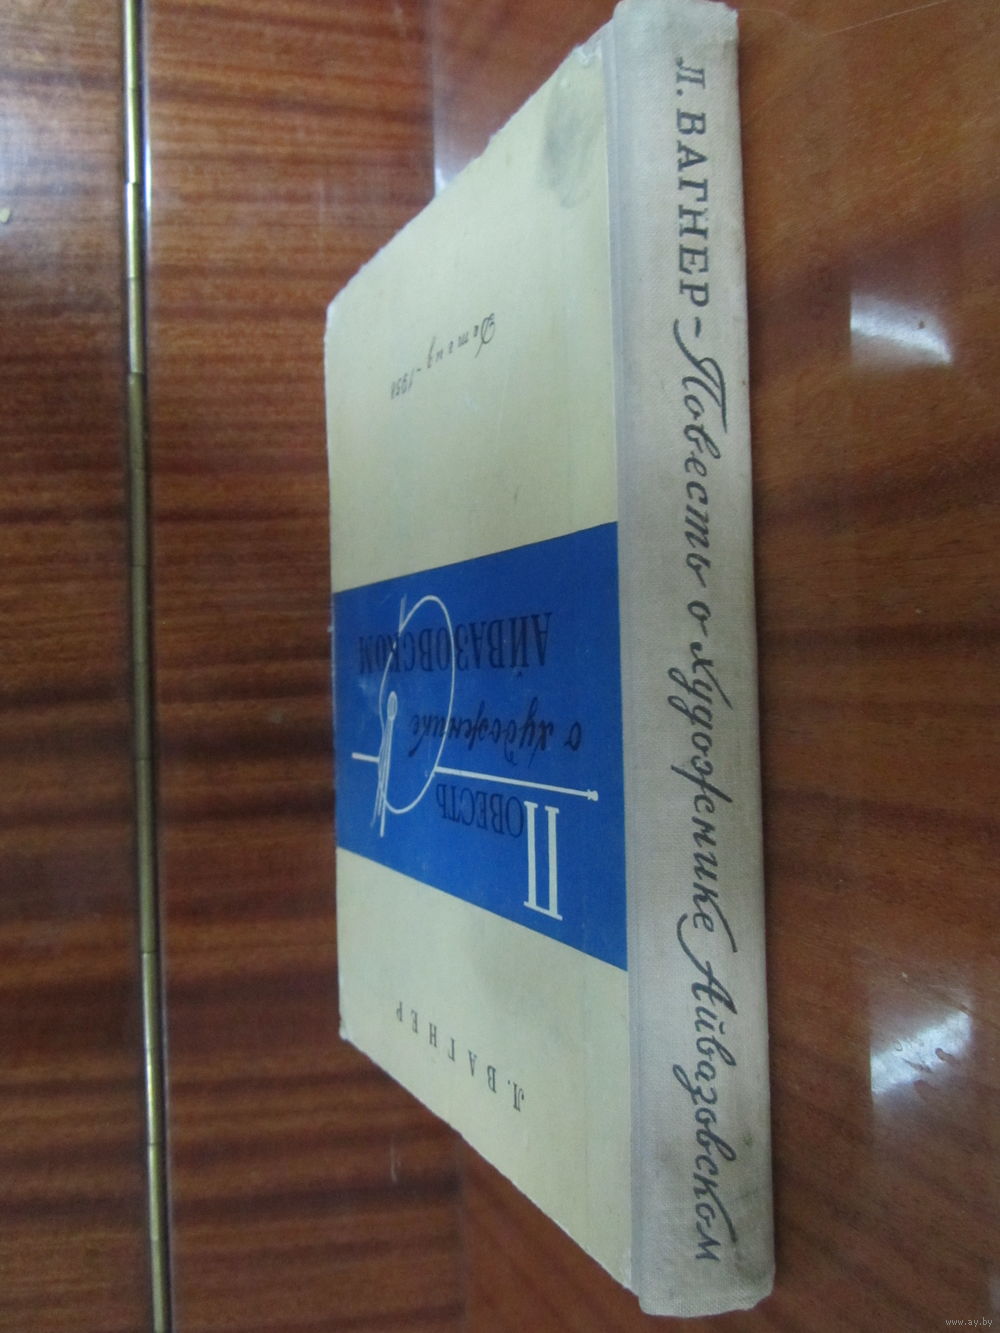 Л. ВАГНЕР - Повесть о художнике Айвазовском
Л. ВАГНЕР
ПОВЕСТЬ
о художнике
АЙВАЗОВСКОМ
Детгиз - 1958
www.ay.by